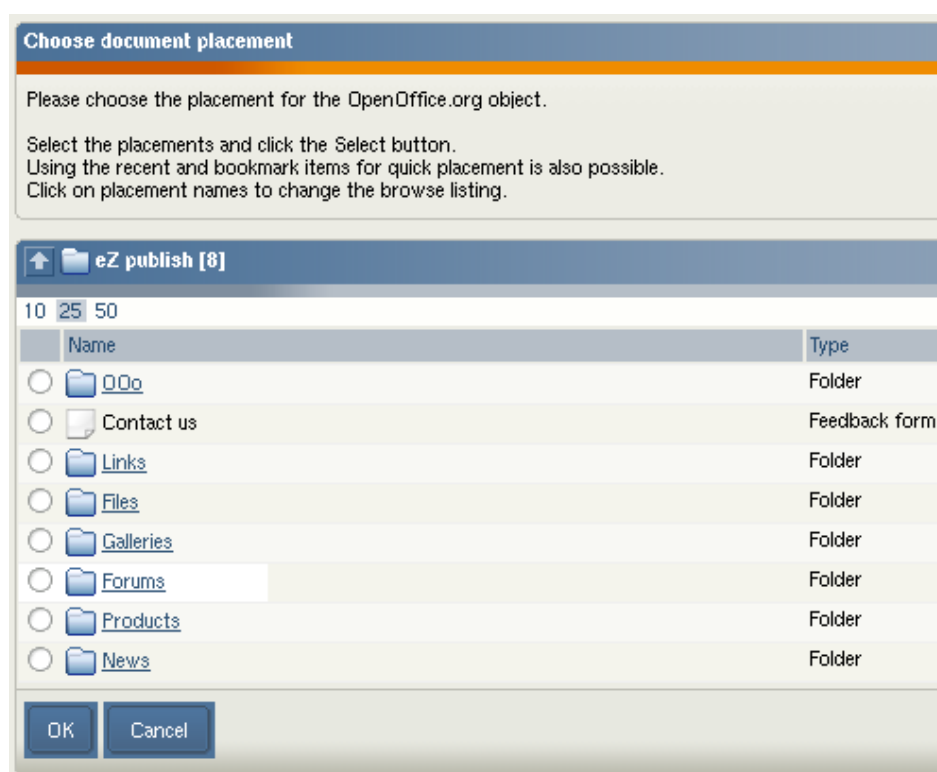 Choose document placement
Please choose the placement for the OpenOffice.org object.
Select the placements and click the Select button.
Using the recent and bookmark items for quick placement is also possible.
Click on placement names to change the browse listing.
eZ publish [8]
10 25 50
Name Type
OOo Folder
Contact us Feedback form
Links Folder
Files Folder
Galleries Folder
Forums Folder
Products Folder
News Folder
OK Cancel